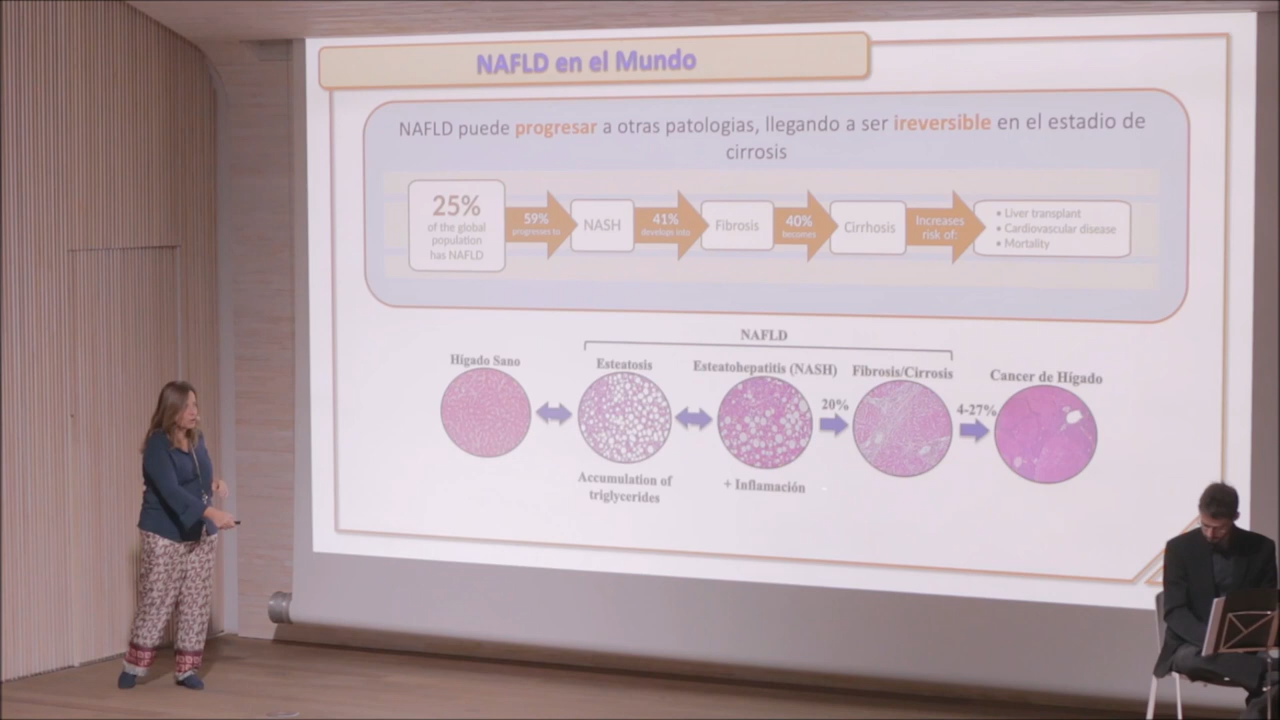 NAFLD en el Mundo
NAFLD puede progresar a otras patologias, llegando a ser ireversible en el estadio de
cirrosis
25%
of the global
population
has NAFLD
59%
progresses to
NASH
41%
develops into
Fibrosis
40%
becomes
Cirrhosis
Increases
risk of:
• Liver transplant
• Cardiovascular disease
• Mortality
NAFLD
Hígado Sano
Esteatosis
Esteatohepatitis (NASH)
Fibrosis/Cirrosis
Cancer de Hígado
20%
4-27%
Accumulation of
triglycerides
+ Inflamación